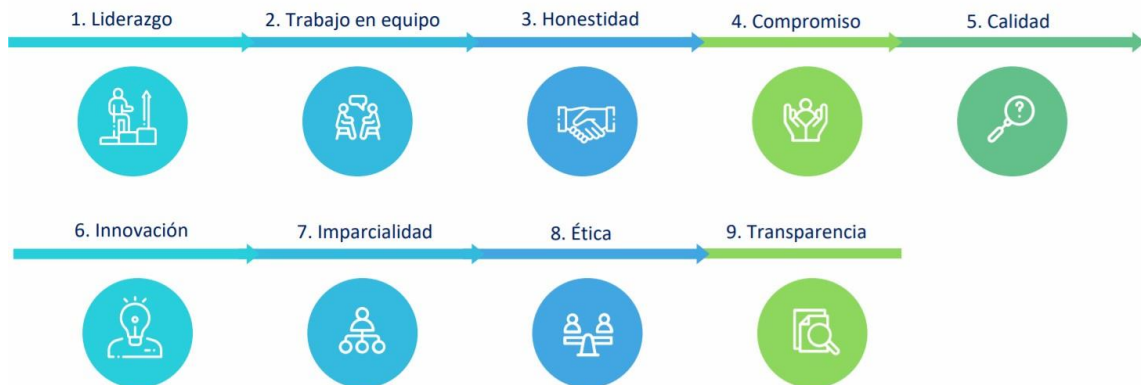 1. Liderazgo
2. Trabajo en equipo
3. Honestidad
4. Compromiso
5. Calidad
?
6. Innovación
7. Imparcialidad
8. Ética
9. Transparencia